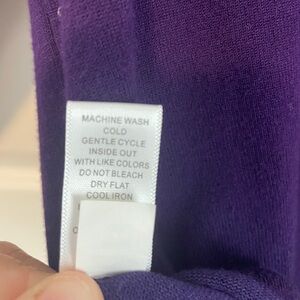 MACHINE WASH
COLD
GENTLE CYCLE
INSIDE OUT
WITH LIKE COLORS
DO NOT BLEACH
DRY FLAT
COOL IRON